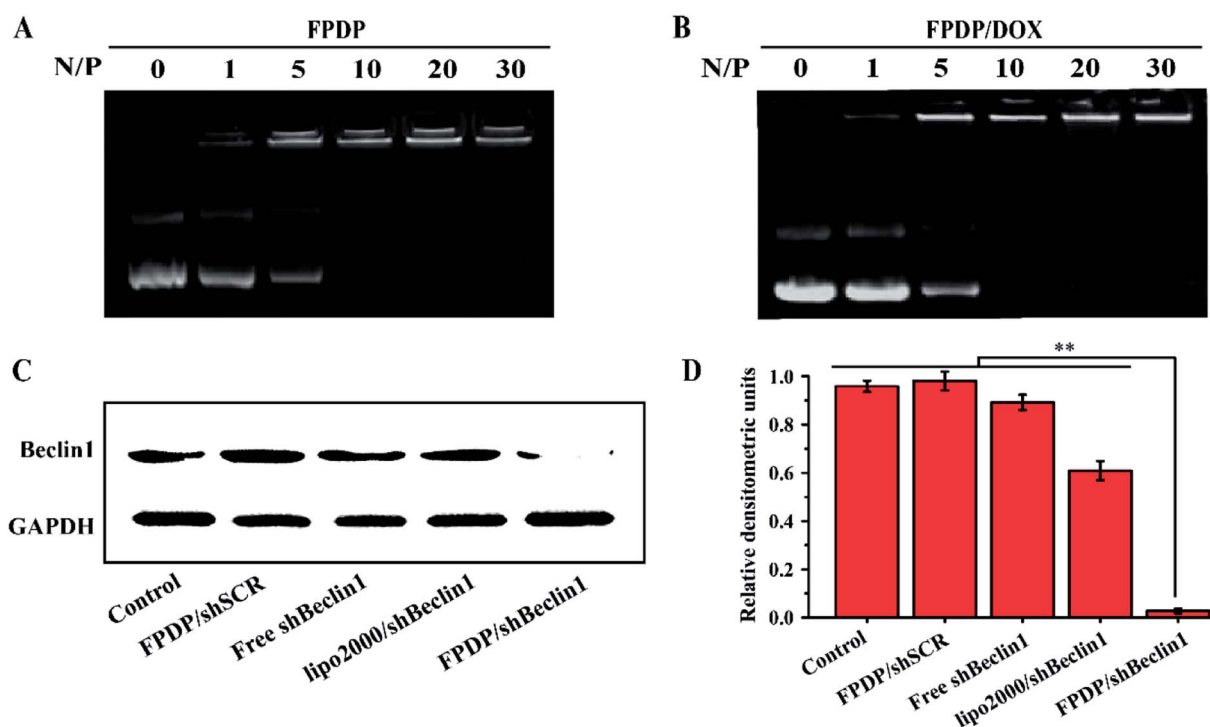 A
FPDP
N/P 0 1 5 10 20 30
B
FPDP/DOX
N/P 0 1 5 10 20 30
C
Beclin1
GAPDH
Control
FPDP/shSCR
Free shBeclin1
lipo2000/shBeclin1
FPDP/shBeclin1
D
**
Relative densitometric units
1.0
0.8
0.6
0.4
0.2
0.0
Control
FPDP/shSCR
Free shBeclin1
lipo2000/shBeclin1
FPDP/shBeclin1